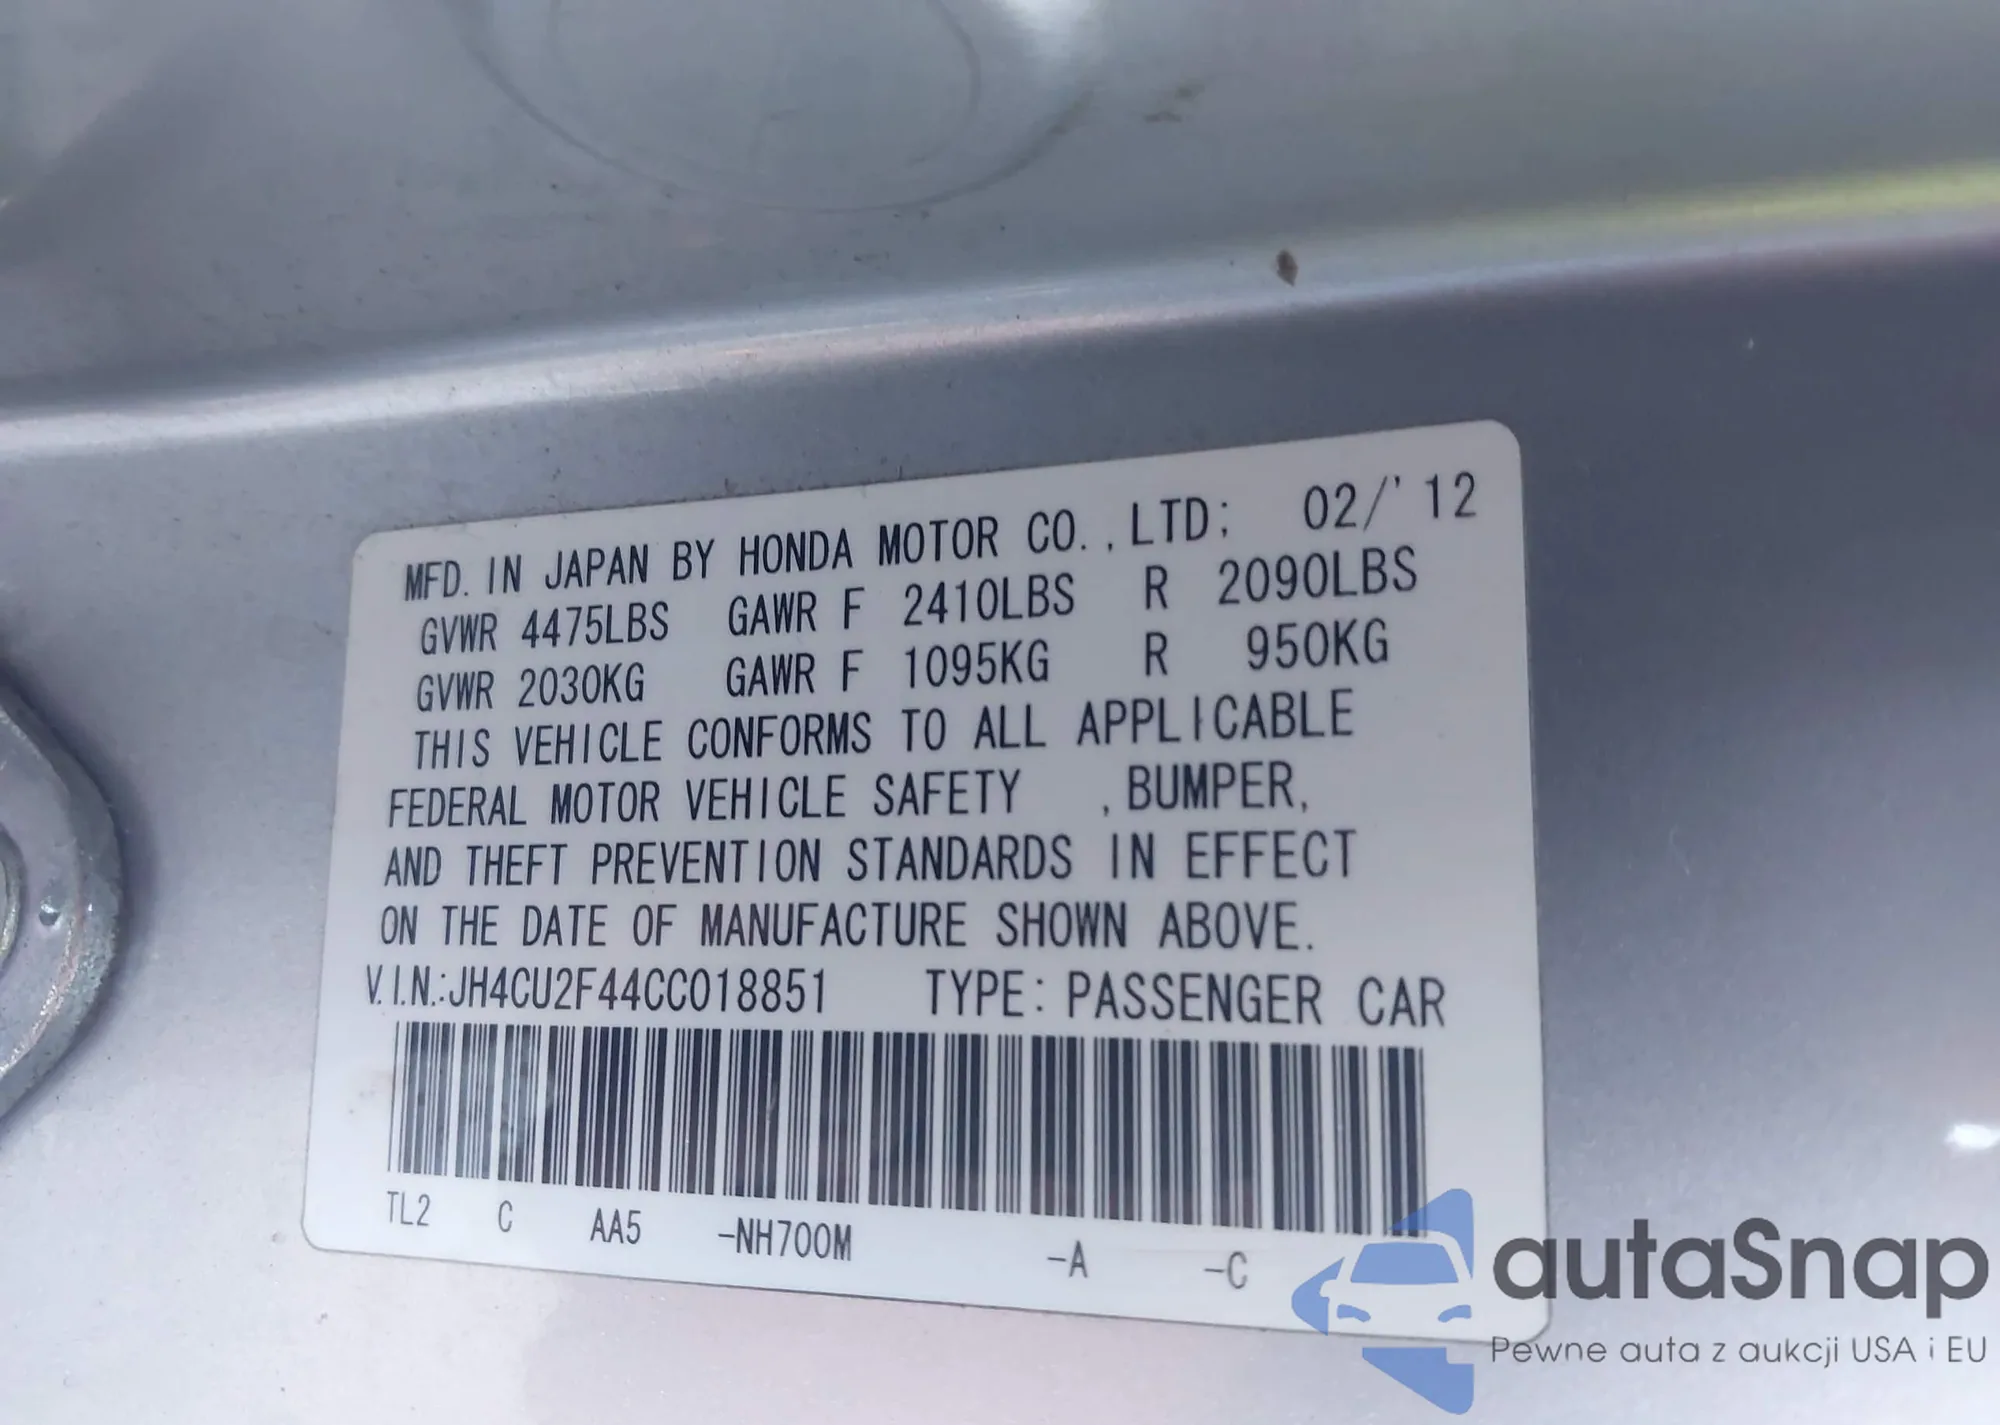 MFD. IN JAPAN BY HONDA MOTOR CO.,LTD; 02/'12
GVWR 4475LBS GAWR F 2410LBS R 2090LBS
GVWR 2030KG GAWR F 1095KG R 950KG
THIS VEHICLE CONFORMS TO ALL APPLICABLE
FEDERAL MOTOR VEHICLE SAFETY , BUMPER,
AND THEFT PREVENTION STANDARDS IN EFFECT
ON THE DATE OF MANUFACTURE SHOWN ABOVE.
V.I.N.:JH4CU2F44CC018851 TYPE: PASSENGER CAR
TL2 C AA5 -NH700M -A -C
autaSnap
Pewne auta z aukcji USA i EU